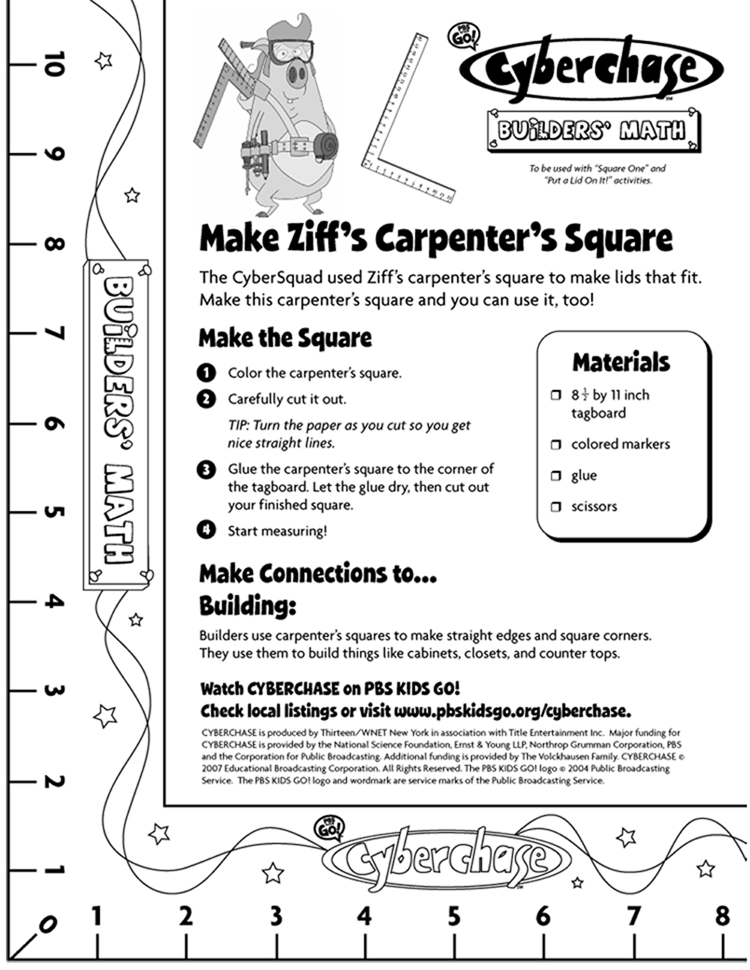 PBS KIDS GO!
Cyberchase
BUiLDERS' MATH
To be used with "Square One" and
"Put a Lid On It!" activities.
Make Ziff's Carpenter's Square
The CyberSquad used Ziff's carpenter's square to make lids that fit.
Make this carpenter's square and you can use it, too!
Make the Square
1 Color the carpenter's square.
2 Carefully cut it out.
TIP: Turn the paper as you cut so you get
nice straight lines.
3 Glue the carpenter's square to the corner of
the tagboard. Let the glue dry, then cut out
your finished square.
4 Start measuring!
Materials
8 ½ by 11 inch
tagboard
colored markers
glue
scissors
Make Connections to...
Building:
Builders use carpenter's squares to make straight edges and square corners.
They use them to build things like cabinets, closets, and counter tops.
Watch CYBERCHASE on PBS KIDS GO!
Check local listings or visit www.pbskidsgo.org/cyberchase.
CYBERCHASE is produced by Thirteen/WNET New York in association with Title Entertainment Inc. Major funding for
CYBERCHASE is provided by the National Science Foundation, Ernst & Young LLP, Northrop Grumman Corporation, PBS
and the Corporation for Public Broadcasting. Additional funding is provided by The Volckhausen Family. CYBERCHASE ©
2007 Educational Broadcasting Corporation. All Rights Reserved. The PBS KIDS GO! logo © 2004 Public Broadcasting
Service. The PBS KIDS GO! logo and wordmark are service marks of the Public Broadcasting Service.
10
9
8
7
6
5
4
3
2
1
BUiLDERS' MATH
PBS KIDS GO!
Cyberchase
0 1 2 3 4 5 6 7 8